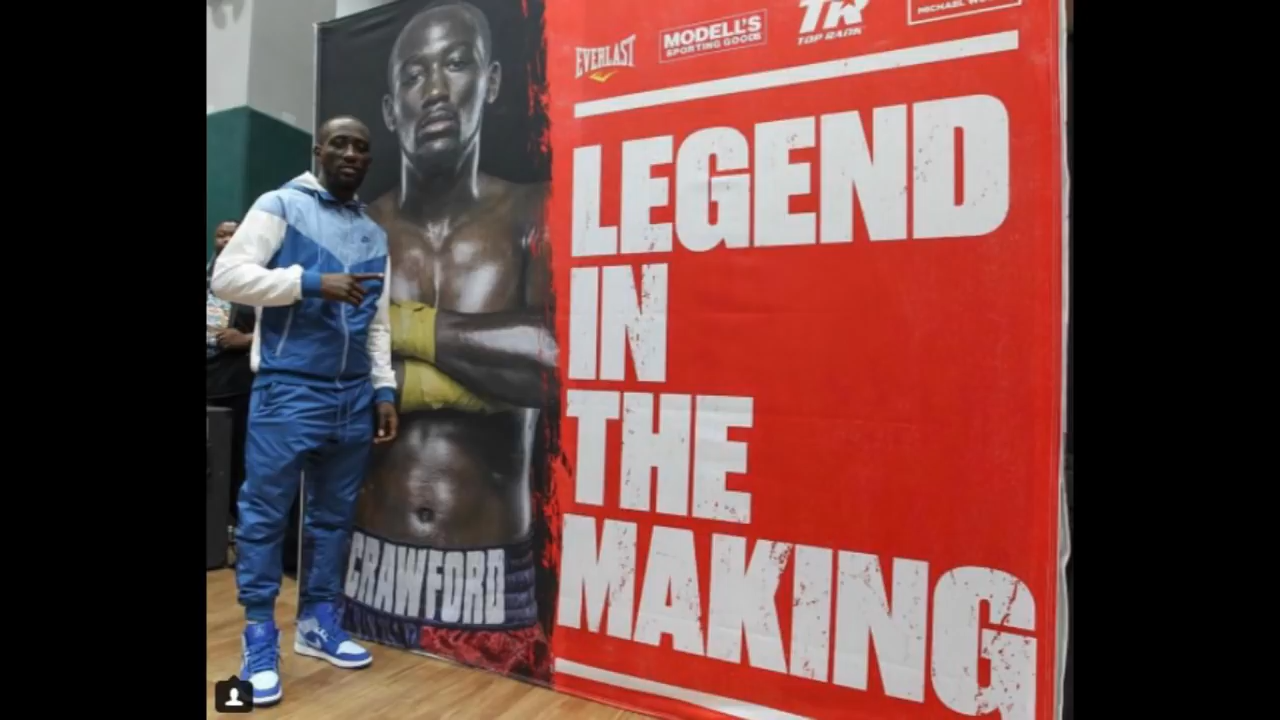 EVERLAST
MODELL'S
SPORTING GOODS
TR
TOP RANK
LEGEND
IN
THE
MAKING
CRAWFORD